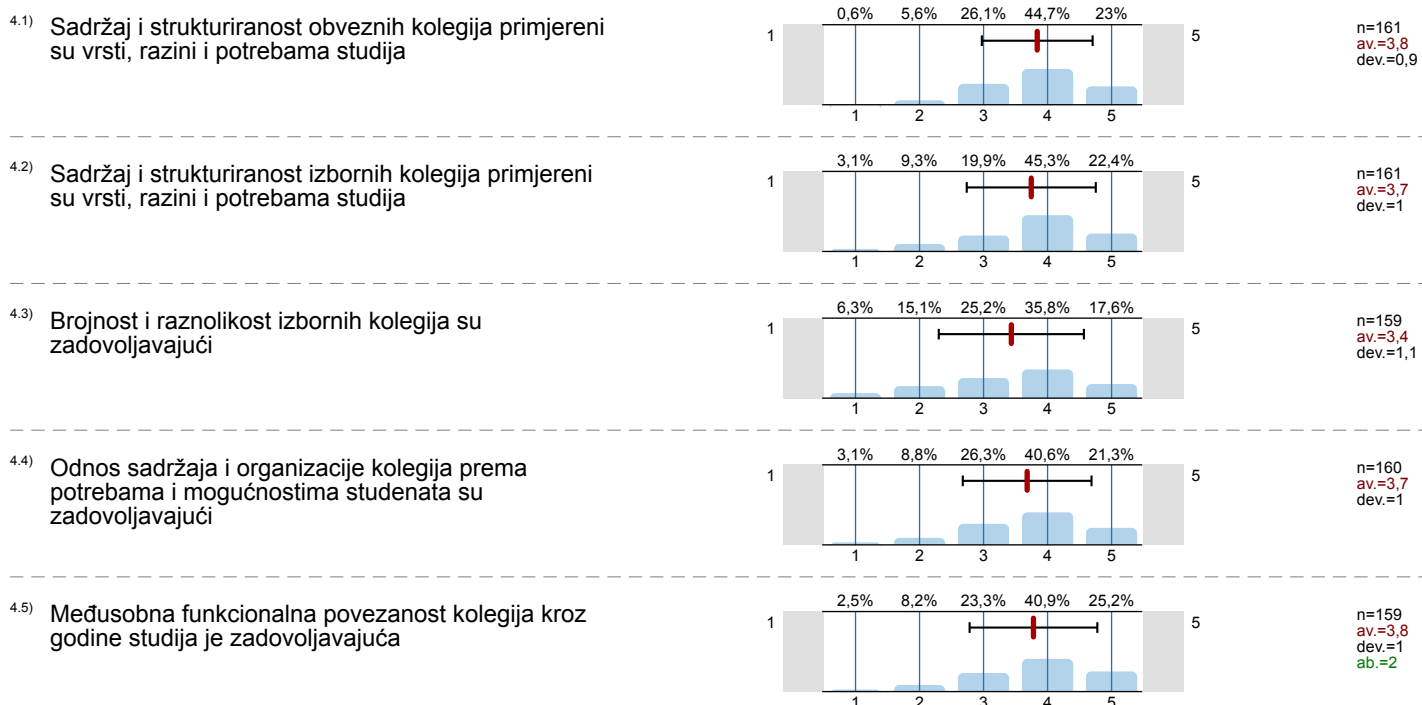 4.1) Sadržaj i strukturiranost obveznih kolegija primjereni
su vrsti, razini i potrebama studija
0,6% 5,6% 26,1% 44,7% 23%
1 5
1 2 3 4 5
n=161
av.=3,8
dev.=0,9
4.2) Sadržaj i strukturiranost izbornih kolegija primjereni
su vrsti, razini i potrebama studija
3,1% 9,3% 19,9% 45,3% 22,4%
1 5
1 2 3 4 5
n=161
av.=3,7
dev.=1
4.3) Brojnost i raznolikost izbornih kolegija su
zadovoljavajući
6,3% 15,1% 25,2% 35,8% 17,6%
1 5
1 2 3 4 5
n=159
av.=3,4
dev.=1,1
4.4) Odnos sadržaja i organizacije kolegija prema
potrebama i mogućnostima studenata su
zadovoljavajući
3,1% 8,8% 26,3% 40,6% 21,3%
1 5
1 2 3 4 5
n=160
av.=3,7
dev.=1
4.5) Međusobna funkcionalna povezanost kolegija kroz
godine studija je zadovoljavajuća
2,5% 8,2% 23,3% 40,9% 25,2%
1 5
1 2 3 4 5
n=159
av.=3,8
dev.=1
ab.=2